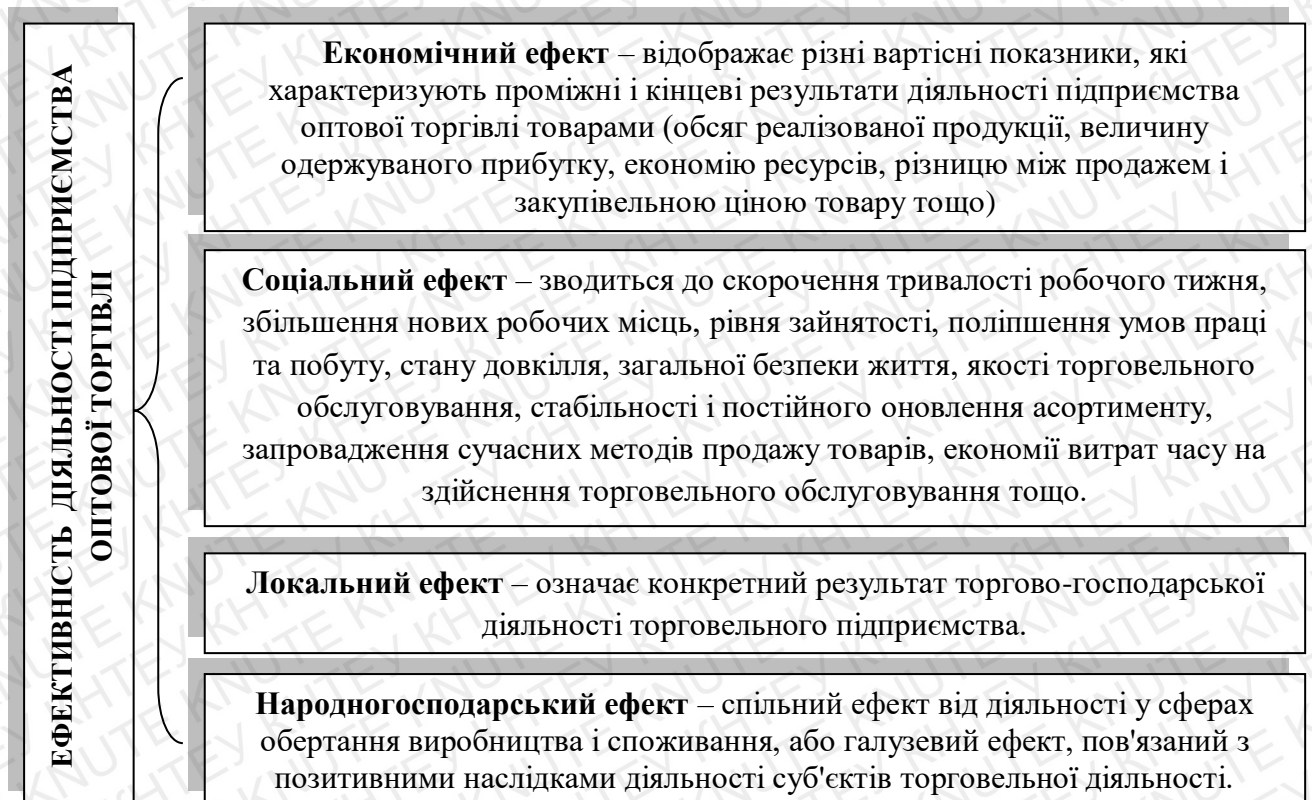 ЕФЕКТИВНІСТЬ ДІЯЛЬНОСТІ ПІДПРИЄМСТВА
ОПТОВОЇ ТОРГІВЛІ
Економічний ефект – відображає різні вартісні показники, які
характеризують проміжні і кінцеві результати діяльності підприємства
оптової торгівлі товарами (обсяг реалізованої продукції, величину
одержуваного прибутку, економію ресурсів, різницю між продажем і
закупівельною ціною товару тощо)
Соціальний ефект – зводиться до скорочення тривалості робочого тижня,
збільшення нових робочих місць, рівня зайнятості, поліпшення умов праці
та побуту, стану довкілля, загальної безпеки життя, якості торговельного
обслуговування, стабільності і постійного оновлення асортименту,
запровадження сучасних методів продажу товарів, економії витрат часу на
здійснення торговельного обслуговування тощо.
Локальний ефект – означає конкретний результат торгово-господарської
діяльності торговельного підприємства.
Народногосподарський ефект – спільний ефект від діяльності у сферах
обертання виробництва і споживання, або галузевий ефект, пов'язаний з
позитивними наслідками діяльності суб'єктів торговельної діяльності.